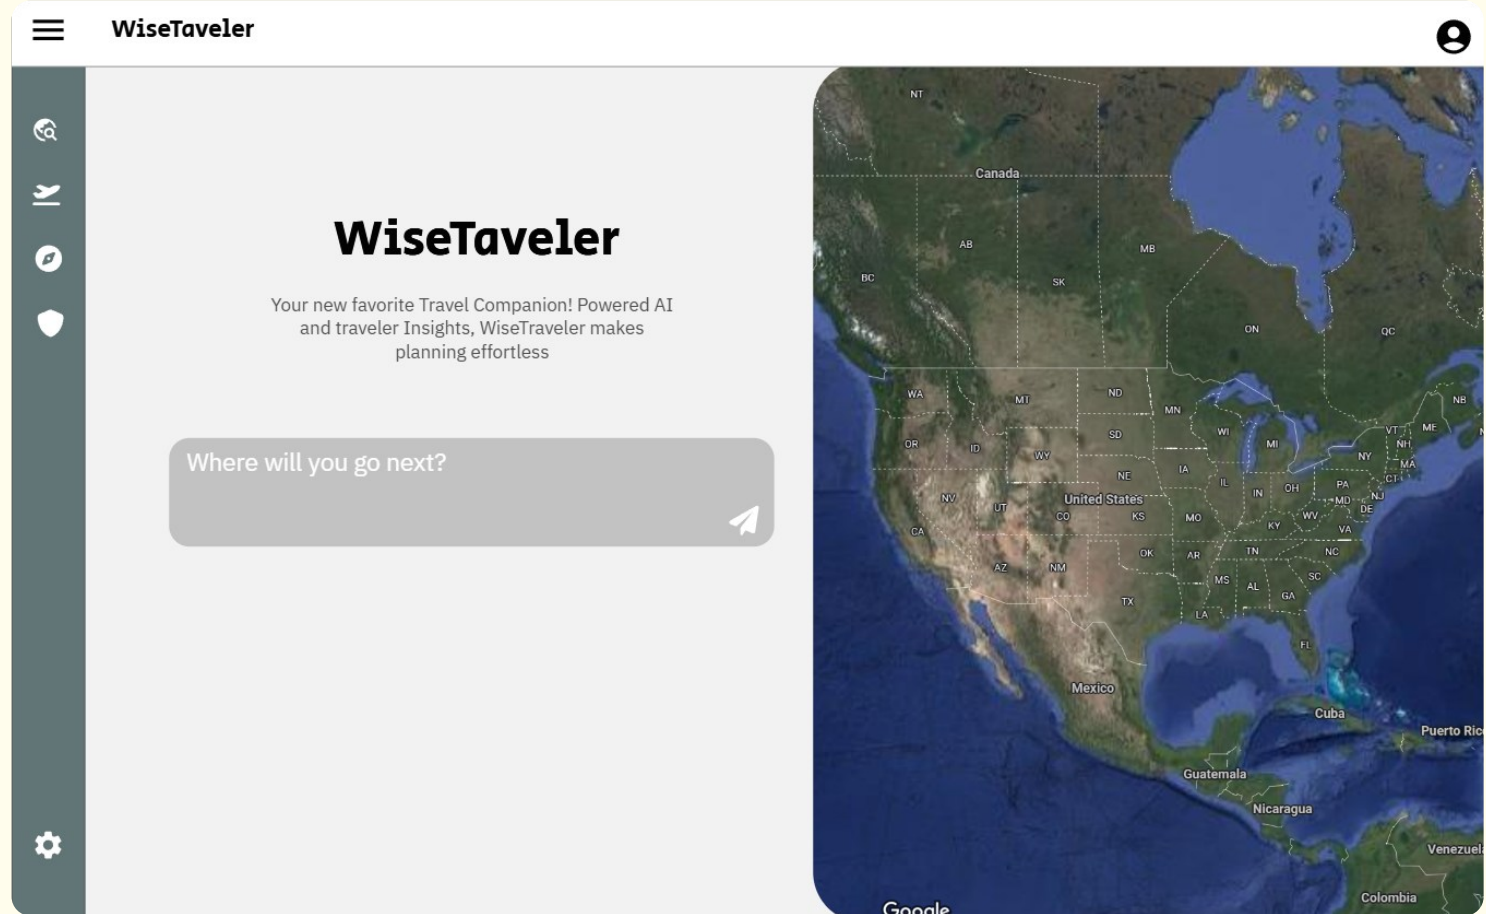 WiseTaveler
WiseTaveler
Your new favorite Travel Companion! Powered AI
and traveler Insights, WiseTraveler makes
planning effortless
Where will you go next?
NT
Canada
AB
MB
BC
SK
ON
QC
WA
MT
ND
MN
NB
OR
ID
WY
SD
WI
MI
VT
ME
NH
NY
MA
CT
NV
UT
NE
IA
IL
IN
OH
PA
NJ
MD
DE
United States
CO
KS
MO
KY
WV
VA
CA
AZ
NM
OK
AR
TN
NC
MS
AL
SC
GA
TX
LA
FL
Mexico
Cuba
Puerto Ric
Guatemala
Nicaragua
Venezuel
Colombia
Google